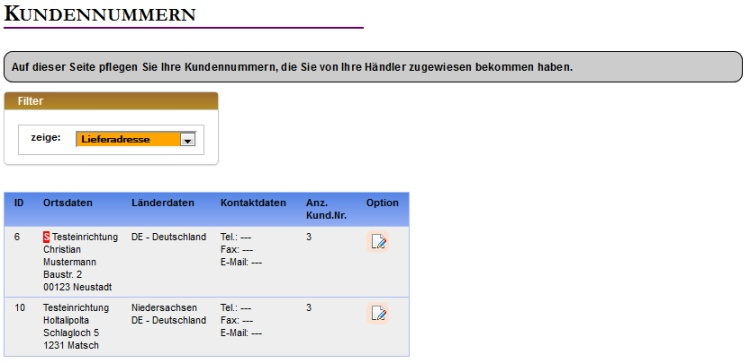 KUNDENNUMMERN
Auf dieser Seite pflegen Sie Ihre Kundennummern, die Sie von Ihre Händler zugewiesen bekommen haben.
Filter
zeige: Lieferadresse
ID Ortsdaten Länderdaten Kontaktdaten Anz. Kund.Nr. Option
6 S Testeinrichtung DE - Deutschland Tel.: --- 3
Christian Fax: ---
Mustermann E-Mail: ---
Baustr. 2
00123 Neustadt
10 Testeinrichtung Niedersachsen Tel.: --- 3
Holtalipolta DE - Deutschland Fax: ---
Schlagloch 5 E-Mail: ---
1231 Matsch